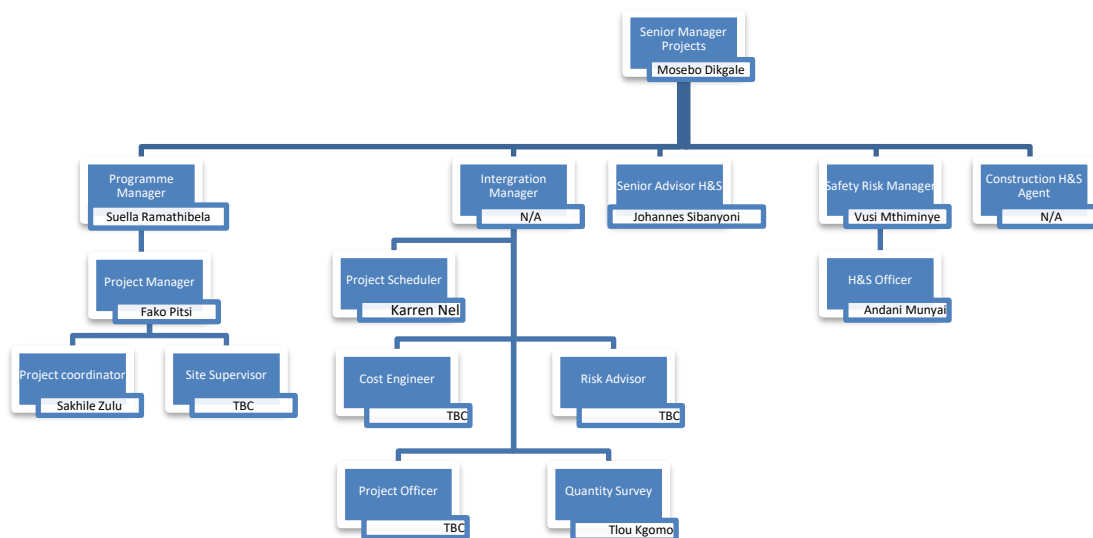 Senior Manager
Projects
Mosebo Dikgale
Programme
Manager
Suella Ramathibela
Intergration
Manager
N/A
Senior Advisor H&S
Johannes Sibanyoni
Safety Risk Manager
Vusi Mthiminye
Construction H&S
Agent
N/A
Project Manager
Fako Pitsi
Project Scheduler
Karren Nel
H&S Officer
Andani Munyai
Project coordinator
Sakhile Zulu
Site Supervisor
TBC
Cost Engineer
TBC
Risk Advisor
TBC
Project Officer
TBC
Quantity Survey
Tlou Kgomo